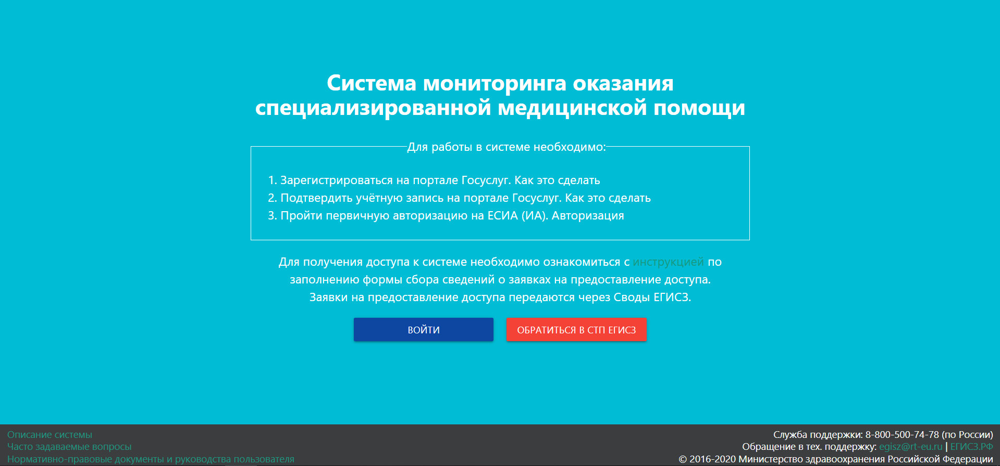 Система мониторинга оказания
специализированной медицинской помощи
Для работы в системе необходимо:
1. Зарегистрироваться на портале Госуслуг. Как это сделать
2. Подтвердить учётную запись на портале Госуслуг. Как это сделать
3. Пройти первичную авторизацию на ЕСИА (ИА). Авторизация
Для получения доступа к системе необходимо ознакомиться с инструкцией по
заполнению формы сбора сведений о заявках на предоставление доступа.
Заявки на предоставление доступа передаются через Своды ЕГИСЗ.
ВОЙТИ
ОБРАТИТЬСЯ В СТП ЕГИСЗ
Описание системы
Часто задаваемые вопросы
Нормативно-правовые документы и руководства пользователя
Служба поддержки: 8-800-500-74-78 (по России)
Обращение в тех. поддержку: egisz@rt-eu.ru | ЕГИСЗ.РФ
© 2016-2020 Министерство здравоохранения Российской Федерации